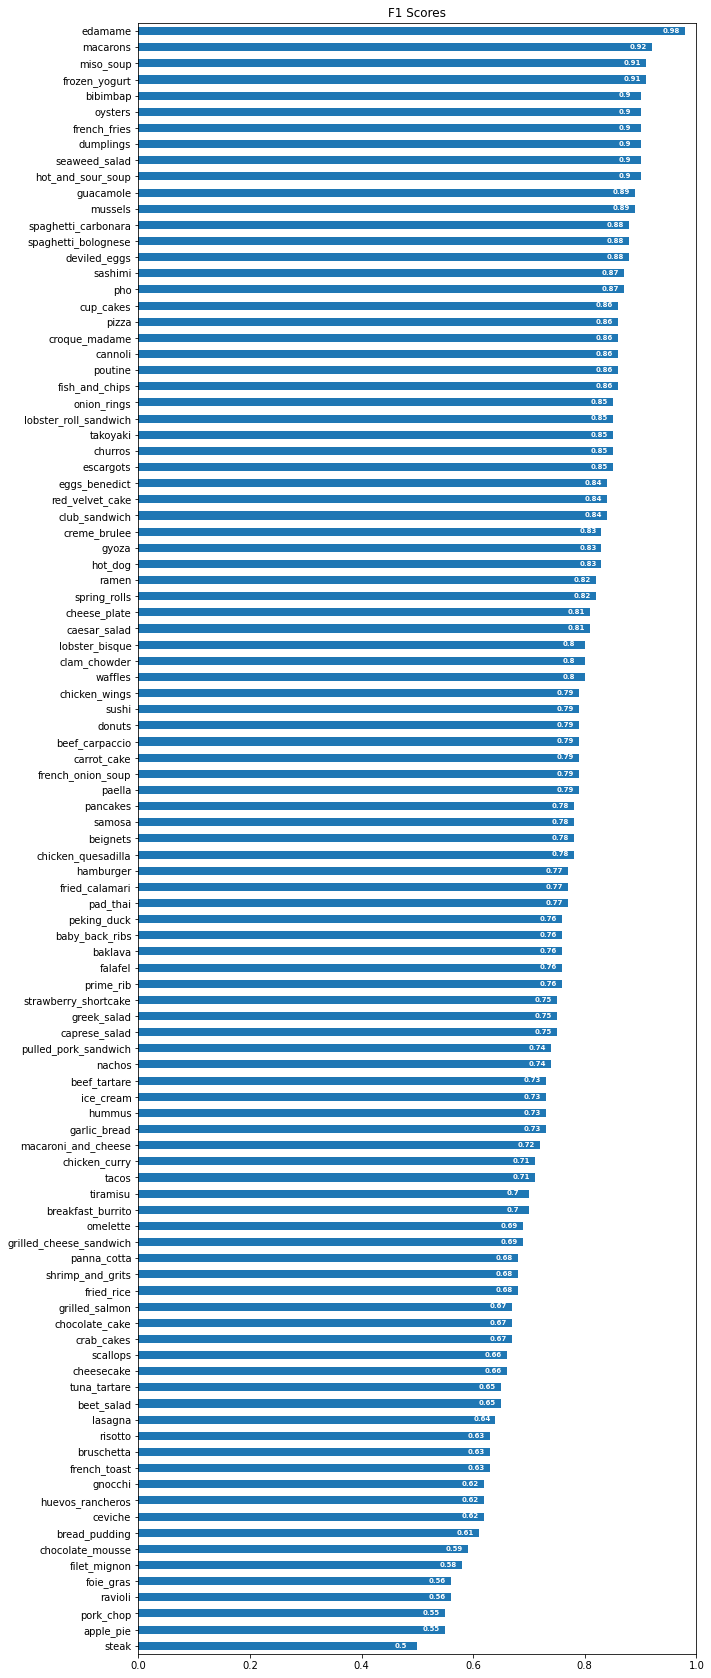 F1 Scores
edamame 0.98
macarons 0.92
miso_soup 0.91
frozen_yogurt 0.91
bibimbap 0.9
oysters 0.9
french_fries 0.9
dumplings 0.9
seaweed_salad 0.9
hot_and_sour_soup 0.9
guacamole 0.89
mussels 0.89
spaghetti_carbonara 0.88
spaghetti_bolognese 0.88
deviled_eggs 0.88
sashimi 0.87
pho 0.87
cup_cakes 0.86
pizza 0.86
croque_madame 0.86
cannoli 0.86
poutine 0.86
fish_and_chips 0.86
onion_rings 0.85
lobster_roll_sandwich 0.85
takoyaki 0.85
churros 0.85
escargots 0.85
eggs_benedict 0.84
red_velvet_cake 0.84
club_sandwich 0.84
creme_brulee 0.83
gyoza 0.83
hot_dog 0.83
ramen 0.82
spring_rolls 0.82
cheese_plate 0.81
caesar_salad 0.81
lobster_bisque 0.8
clam_chowder 0.8
waffles 0.8
chicken_wings 0.79
sushi 0.79
donuts 0.79
beef_carpaccio 0.79
carrot_cake 0.79
french_onion_soup 0.79
paella 0.79
pancakes 0.78
samosa 0.78
beignets 0.78
chicken_quesadilla 0.78
hamburger 0.77
fried_calamari 0.77
pad_thai 0.77
peking_duck 0.76
baby_back_ribs 0.76
baklava 0.76
falafel 0.76
prime_rib 0.76
strawberry_shortcake 0.75
greek_salad 0.75
caprese_salad 0.75
pulled_pork_sandwich 0.74
nachos 0.74
beef_tartare 0.73
ice_cream 0.73
hummus 0.73
garlic_bread 0.73
macaroni_and_cheese 0.72
chicken_curry 0.71
tacos 0.71
tiramisu 0.7
breakfast_burrito 0.7
omelette 0.69
grilled_cheese_sandwich 0.69
panna_cotta 0.68
shrimp_and_grits 0.68
fried_rice 0.68
grilled_salmon 0.67
chocolate_cake 0.67
crab_cakes 0.67
scallops 0.66
cheesecake 0.66
tuna_tartare 0.65
beet_salad 0.65
lasagna 0.64
risotto 0.63
bruschetta 0.63
french_toast 0.63
gnocchi 0.62
huevos_rancheros 0.62
ceviche 0.62
bread_pudding 0.61
chocolate_mousse 0.59
filet_mignon 0.58
foie_gras 0.56
ravioli 0.56
pork_chop 0.55
apple_pie 0.55
steak 0.5
0.0 0.2 0.4 0.6 0.8 1.0